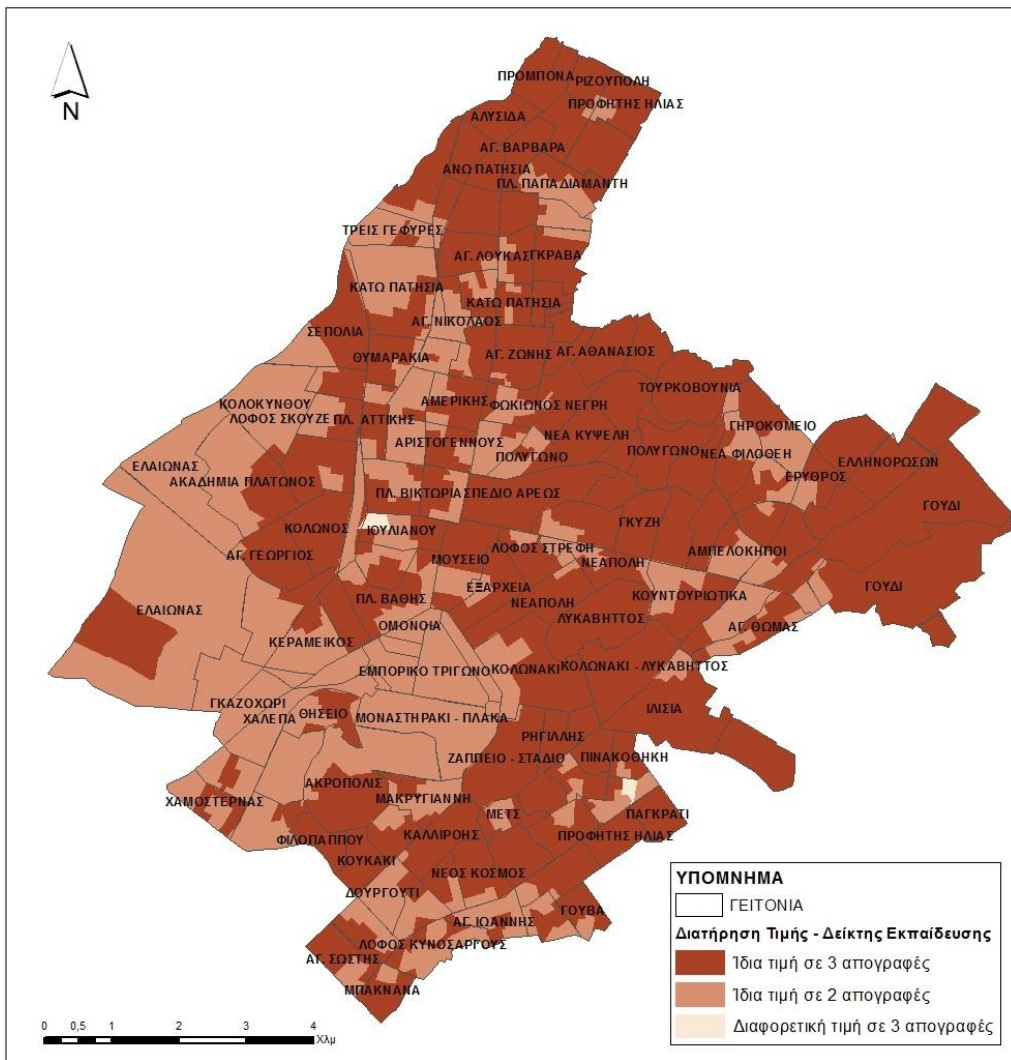 N
ΠΡΟΜΠΟΝΑ
ΡΙΖΟΥΠΟΛΗ
ΠΡΟΦΗΤΗΣ ΗΛΙΑΣ
ΑΛΥΣΙΔΑ
ΑΓ. ΒΑΡΒΑΡΑ
ΑΝΩ ΠΑΤΗΣΙΑ
ΠΛ. ΠΑΠΑΔΙΑΜΑΝΤΗ
ΤΡΕΙΣ ΓΕΦΥΡΕΣ
ΑΓ. ΛΟΥΚΑΣ
ΓΚΡΑΒΑ
ΚΑΤΩ ΠΑΤΗΣΙΑ
ΚΑΤΩ ΠΑΤΗΣΙΑ
ΣΕΠΟΛΙΑ
ΑΓ. ΝΙΚΟΛΑΟΣ
ΘΥΜΑΡΑΚΙΑ
ΑΓ. ΖΩΝΗΣ
ΑΓ. ΑΘΑΝΑΣΙΟΣ
ΤΟΥΡΚΟΒΟΥΝΙΑ
ΚΟΛΟΚΥΝΘΟΥ
ΛΟΦΟΣ ΣΚΟΥΖΕ
ΠΛ. ΑΤΤΙΚΗΣ
ΑΜΕΡΙΚΗΣ
ΦΩΚΙΩΝΟΣ ΝΕΓΡΗ
ΓΗΡΟΚΟΜΕΙΟ
ΑΡΙΣΤΟΓΕΝΝΟΥΣ
ΝΕΑ ΚΥΨΕΛΗ
ΠΟΛΥΓΩΝΟ
ΠΟΛΥΓΩΝΟ
ΝΕΑ ΦΙΛΟΘΕΗ
ΕΛΛΗΝΟΡΩΣΩΝ
ΕΡΥΘΡΟΣ
ΕΛΑΙΩΝΑΣ
ΑΚΑΔΗΜΙΑ ΠΛΑΤΩΝΟΣ
ΠΛ. ΒΙΚΤΩΡΙΑΣ
ΠΕΔΙΟ ΑΡΕΩΣ
ΓΟΥΔΙ
ΚΟΛΩΝΟΣ
ΙΟΥΛΙΑΝΟΥ
ΓΚΥΖΗ
ΑΓ. ΓΕΩΡΓΙΟΣ
ΜΟΥΣΕΙΟ
ΛΟΦΟΣ ΣΤΡΕΦΗ
ΝΕΑΠΟΛΗ
ΑΜΠΕΛΟΚΗΠΟΙ
ΓΟΥΔΙ
ΕΞΑΡΧΕΙΑ
ΠΛ. ΒΑΘΗΣ
ΝΕΑΠΟΛΗ
ΚΟΥΝΤΟΥΡΙΩΤΙΚΑ
ΕΛΑΙΩΝΑΣ
ΟΜΟΝΟΙΑ
ΛΥΚΑΒΗΤΤΟΣ
ΑΓ. ΘΩΜΑΣ
ΚΕΡΑΜΕΙΚΟΣ
ΕΜΠΟΡΙΚΟ ΤΡΙΓΩΝΟ
ΚΟΛΩΝΑΚΙ
ΚΟΛΩΝΑΚΙ - ΛΥΚΑΒΗΤΤΟΣ
ΓΚΑΖΟΧΩΡΙ
ΧΑΛΕΠΑ
ΘΗΣΕΙΟ
ΜΟΝΑΣΤΗΡΑΚΙ - ΠΛΑΚΑ
ΙΛΙΣΙΑ
ΡΗΓΙΛΛΗΣ
ΖΑΠΠΕΙΟ - ΣΤΑΔΙΟ
ΠΙΝΑΚΟΘΗΚΗ
ΑΚΡΟΠΟΛΙΣ
ΧΑΜΟΣΤΕΡΝΑΣ
ΜΑΚΡΥΓΙΑΝΝΗ
ΜΕΤΣ
ΠΑΓΚΡΑΤΙ
ΦΙΛΟΠΑΠΠΟΥ
ΚΑΛΛΙΡΟΗΣ
ΠΡΟΦΗΤΗΣ ΗΛΙΑΣ
ΚΟΥΚΑΚΙ
ΝΕΟΣ ΚΟΣΜΟΣ
ΔΟΥΡΓΟΥΤΙ
ΑΓ. ΙΩΑΝΝΗΣ
ΓΟΥΒΑ
ΛΟΦΟΣ ΚΥΝΟΣΑΡΓΟΥΣ
ΑΓ. ΣΩΣΤΗΣ
ΜΠΑΚΝΑΝΑ
ΥΠΟΜΝΗΜΑ
ΓΕΙΤΟΝΙΑ
Διατήρηση Τιμής - Δείκτης Εκπαίδευσης
Ίδια τιμή σε 3 απογραφές
Ίδια τιμή σε 2 απογραφές
Διαφορετική τιμή σε 3 απογραφές
0 0,5 1 2 3 4
Χλμ